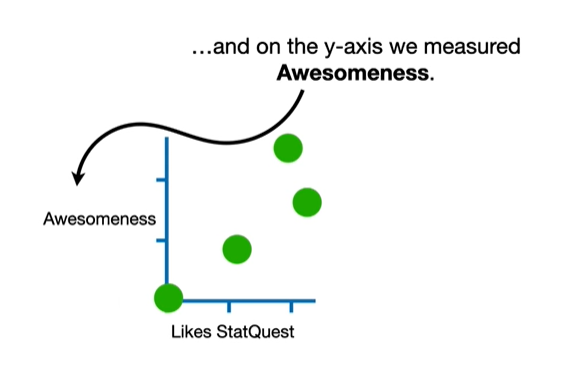 ...and on the y-axis we measured
Awesomeness.
Awesomeness
Likes StatQuest